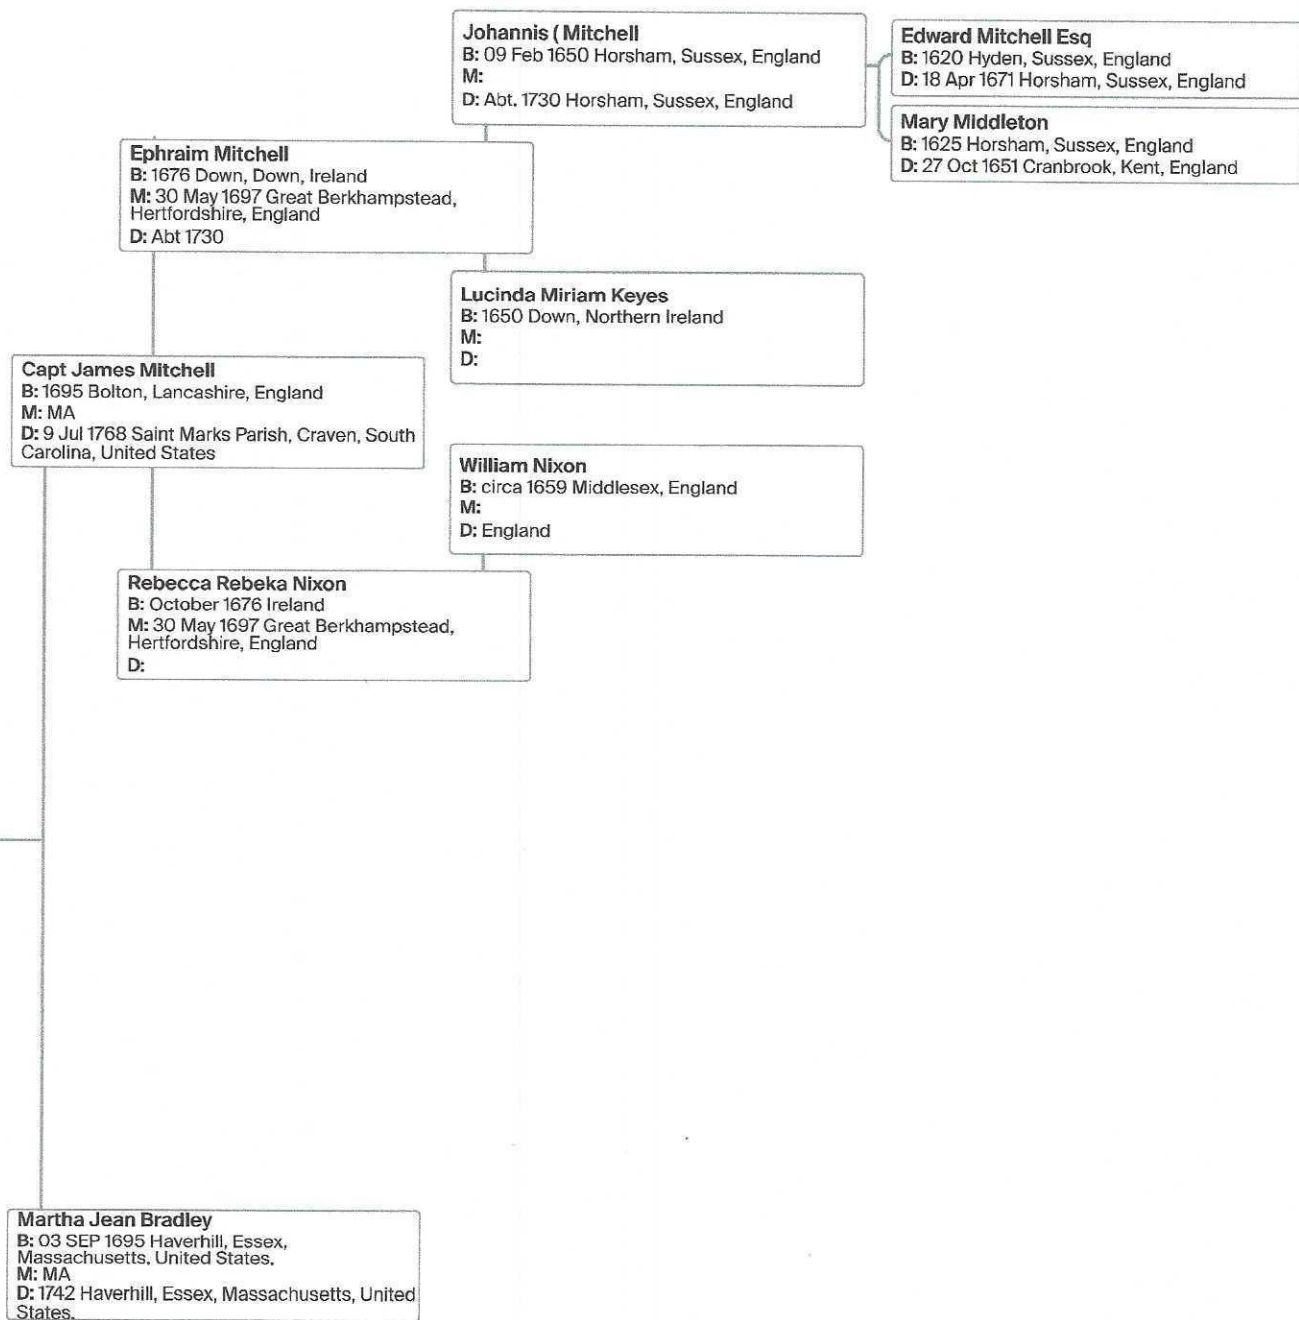 Johannis ( Mitchell
B: 09 Feb 1650 Horsham, Sussex, England
M:
D: Abt. 1730 Horsham, Sussex, England
Edward Mitchell Esq
B: 1620 Hyden, Sussex, England
D: 18 Apr 1671 Horsham, Sussex, England
Mary Middleton
B: 1625 Horsham, Sussex, England
D: 27 Oct 1651 Cranbrook, Kent, England
Ephraim Mitchell
B: 1676 Down, Down, Ireland
M: 30 May 1697 Great Berkhampstead,
Hertfordshire, England
D: Abt 1730
Lucinda Miriam Keyes
B: 1650 Down, Northern Ireland
M:
D:
Capt James Mitchell
B: 1695 Bolton, Lancashire, England
M: MA
D: 9 Jul 1768 Saint Marks Parish, Craven, South
Carolina, United States
William Nixon
B: circa 1659 Middlesex, England
M:
D: England
Rebecca Rebeka Nixon
B: October 1676 Ireland
M: 30 May 1697 Great Berkhampstead,
Hertfordshire, England
D:
Martha Jean Bradley
B: 03 SEP 1695 Haverhill, Essex,
Massachusetts, United States.
M: MA
D: 1742 Haverhill, Essex, Massachusetts, United
States.